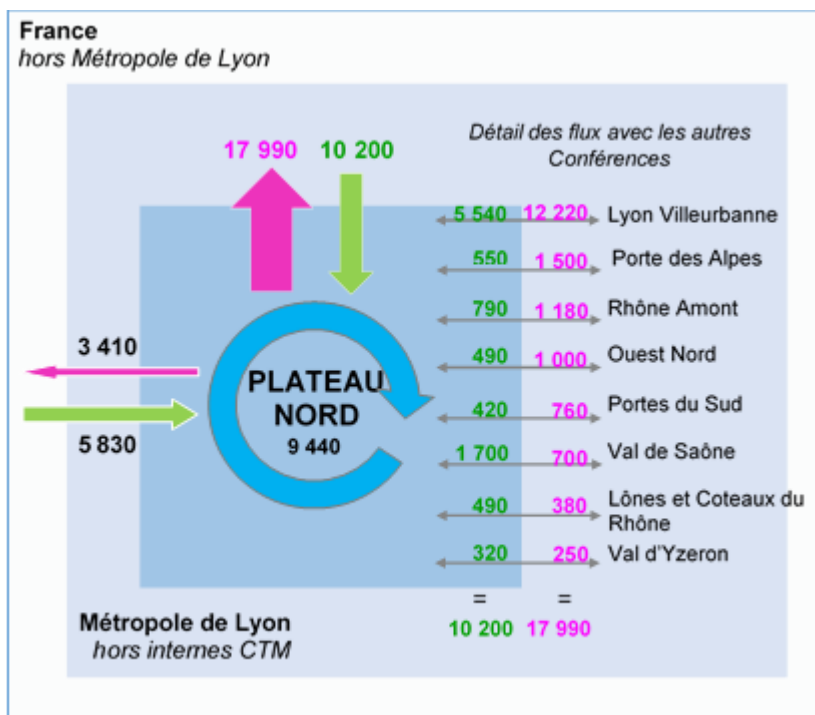 France
hors Métropole de Lyon
Détail des flux avec les autres
Conférences
17 990 10 200
5 540 12 220 Lyon Villeurbanne
550 1 500 Porte des Alpes
790 1 180 Rhône Amont
3 410
490 1 000 Ouest Nord
PLATEAU
NORD
9 440
420 760 Portes du Sud
5 830
1 700 700 Val de Saône
490 380 Lônes et Coteaux du
Rhône
320 250 Val d'Yzeron
= =
10 200 17 990
Métropole de Lyon
hors internes CTM